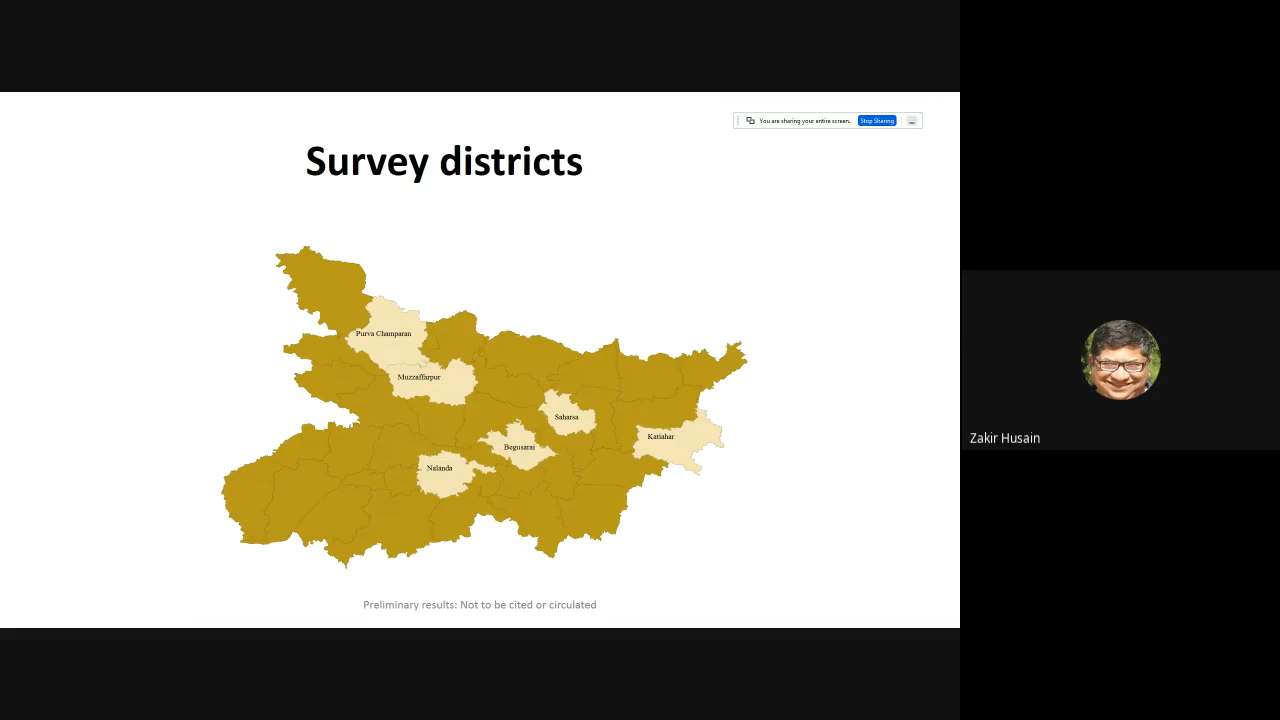 You are sharing your entire screen.
Stop Sharing
Survey districts
Purva Champaran
Muzzaffarpur
Saharsa
Katiahar
Begusarai
Nalanda
Zakir Husain
Preliminary results: Not to be cited or circulated